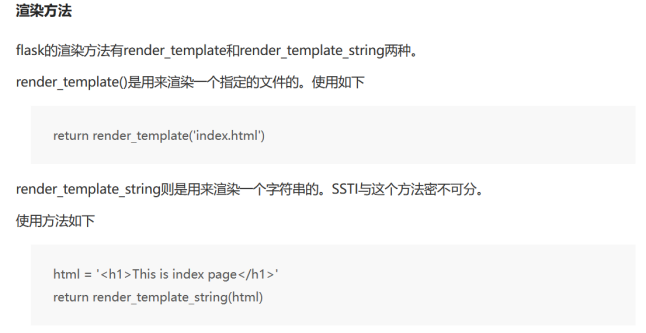 渲染方法
flask的渲染方法有render_template和render_template_string两种。
render_template()是用来渲染一个指定的文件的。使用如下
return render_template('index.html')
render_template_string则是用来渲染一个字符串的。SSTI与这个方法密不可分。
使用方法如下
html = '<h1>This is index page</h1>'
return render_template_string(html)